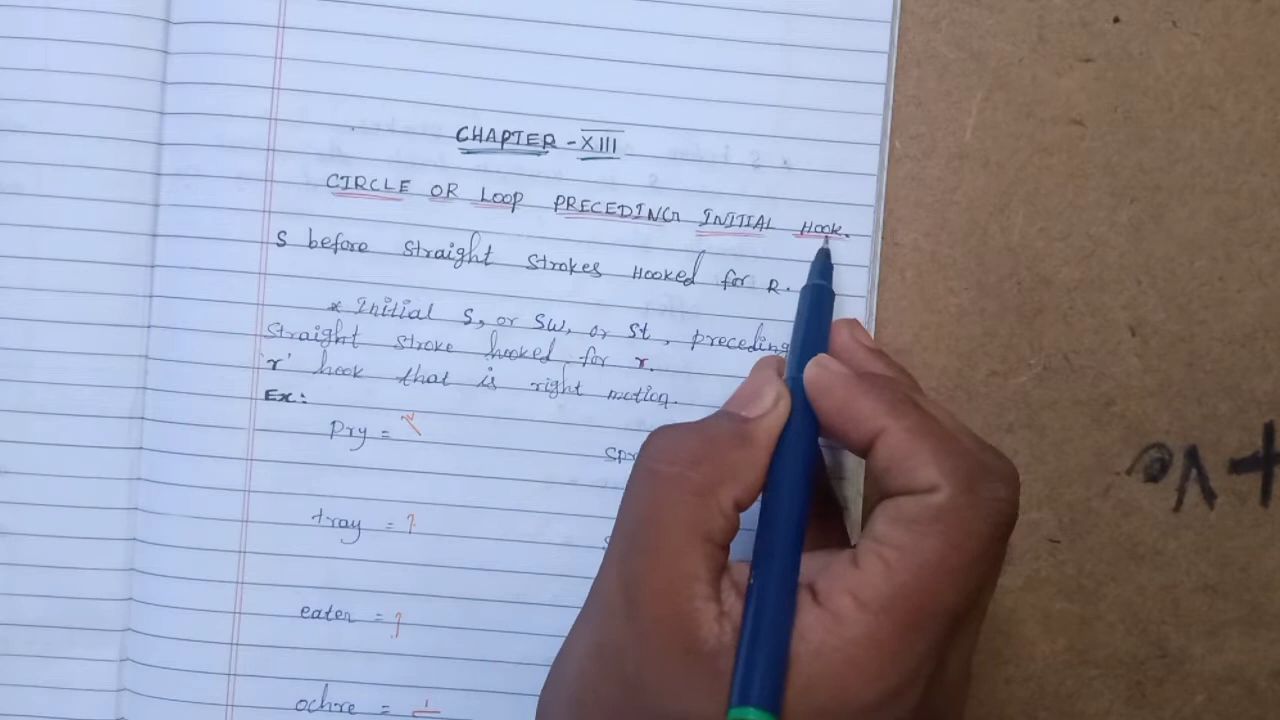 CHAPTER - XIII
CIRCLE OR LOOP PRECEDING INITIAL HOOK.
S before straight strokes Hooked for R.
* Initial S, or SW, or St, preceding
straight stroke hooked for r.
'r' hook that is right motion.
Ex:
Pry =
tray =
eater =
ochre =